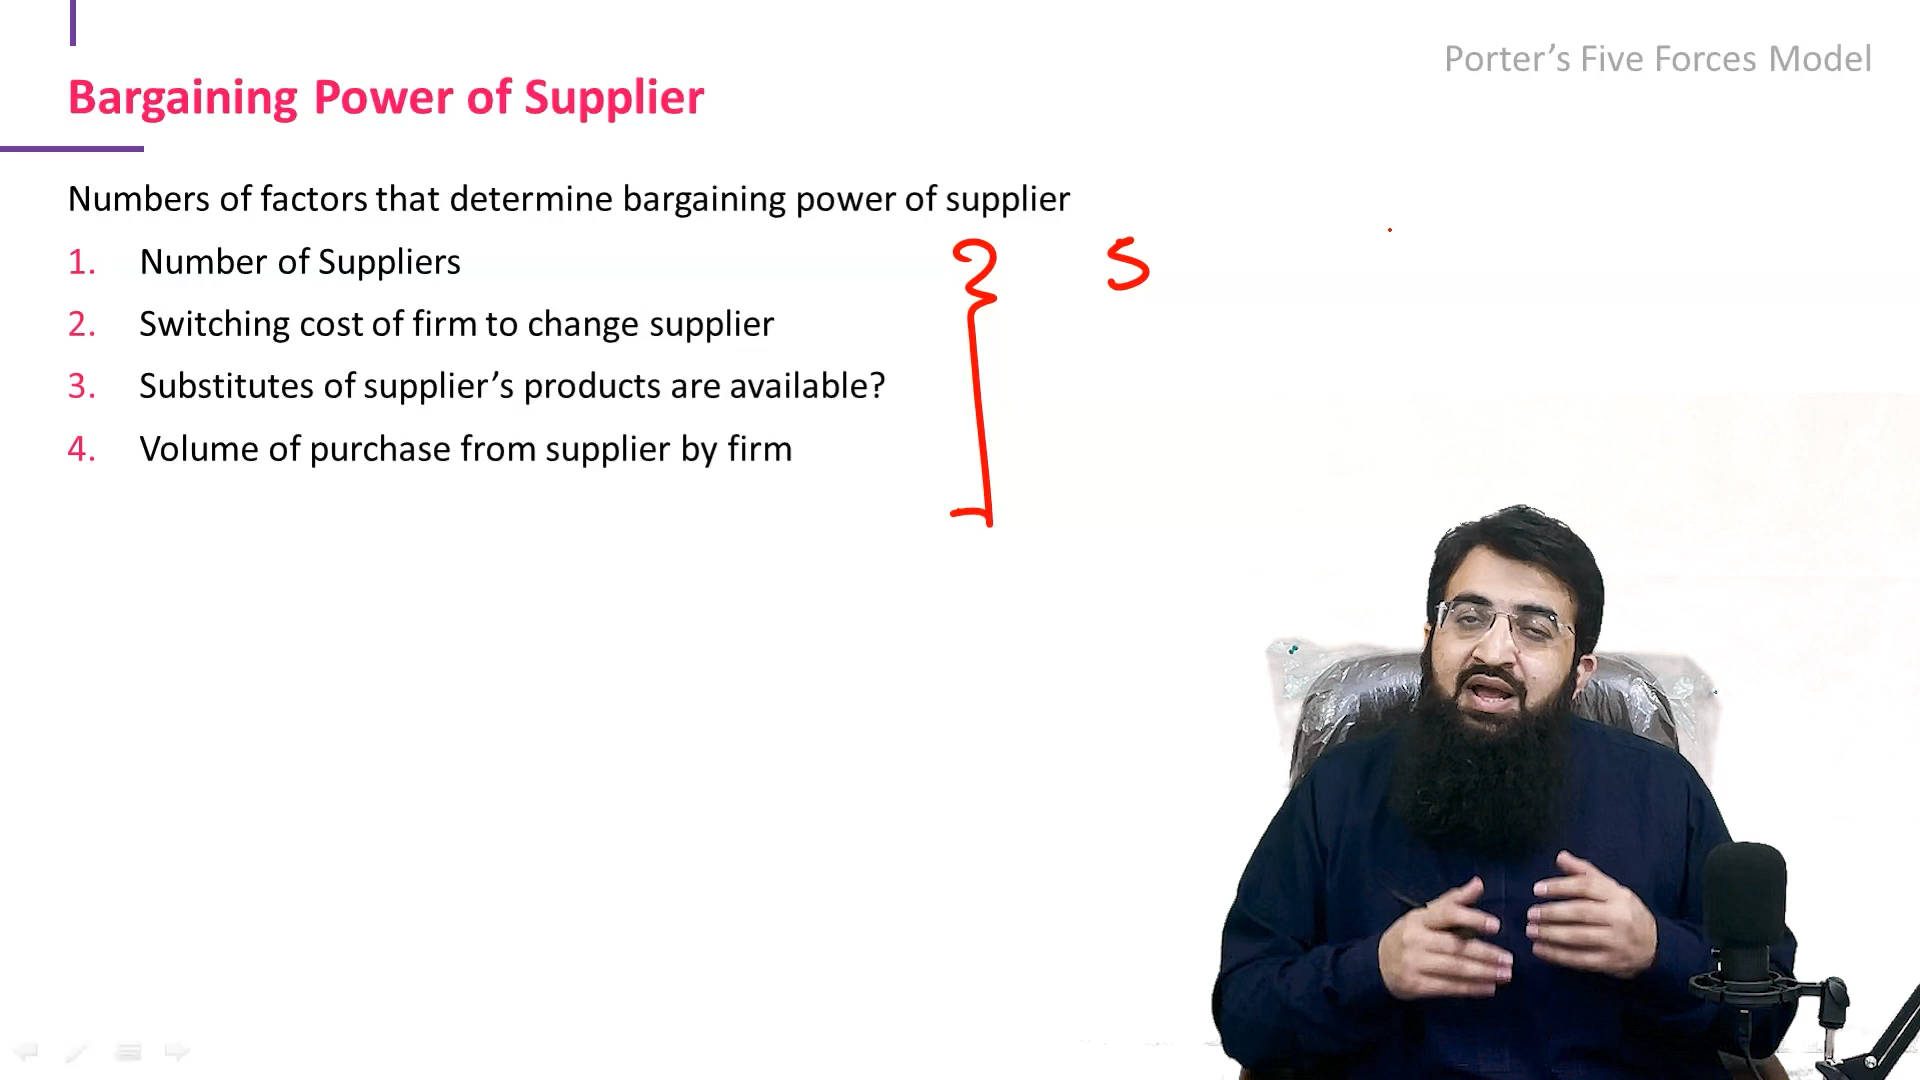 Porter’s Five Forces Model
Bargaining Power of Supplier
Numbers of factors that determine bargaining power of supplier
1. Number of Suppliers
2. Switching cost of firm to change supplier
3. Substitutes of supplier’s products are available?
4. Volume of purchase from supplier by firm
S